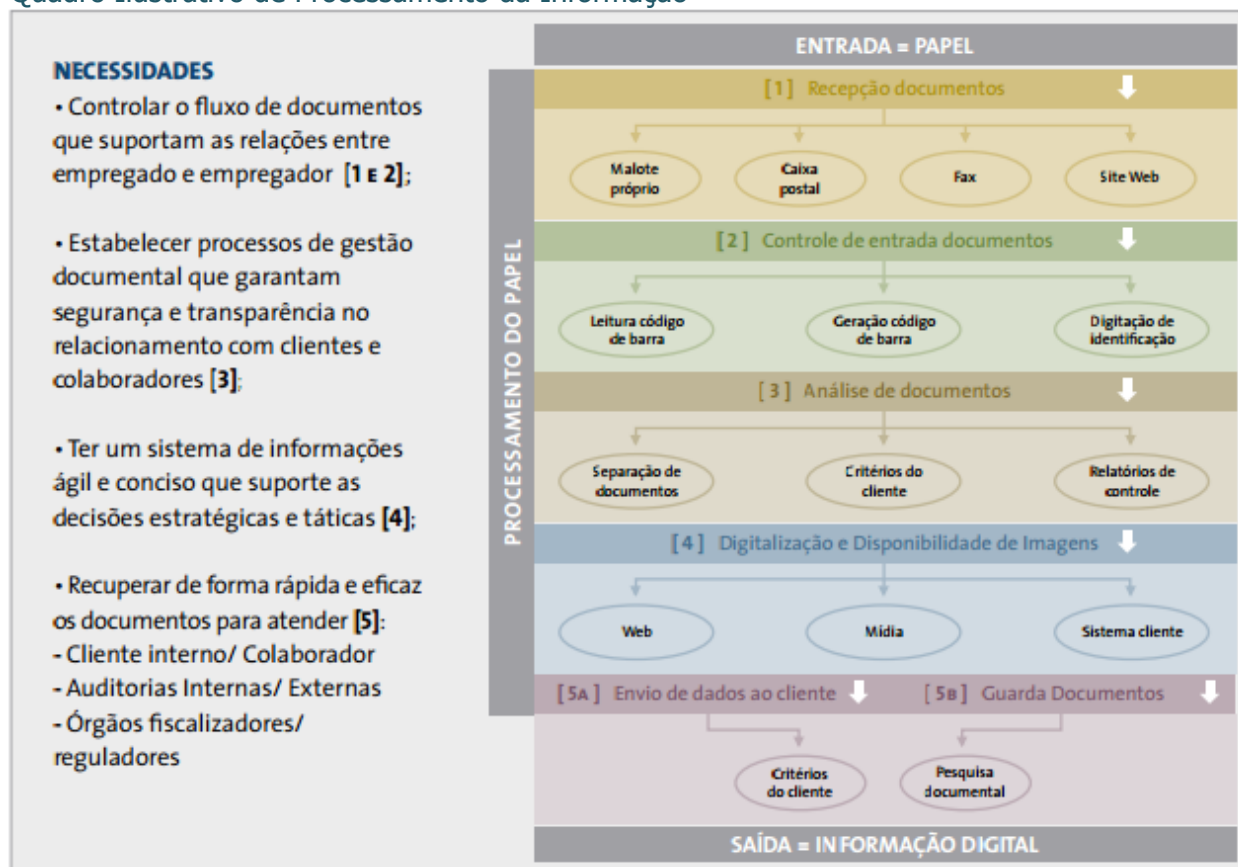 Quadro Ilustrativo de Processamento da Informação
NECESSIDADES
• Controlar o fluxo de documentos
que suportam as relações entre
empregado e empregador [1 E 2];
• Estabelecer processos de gestão
documental que garantam
segurança e transparência no
relacionamento com clientes e
colaboradores [3];
• Ter um sistema de informações
ágil e conciso que suporte as
decisões estratégicas e táticas [4];
• Recuperar de forma rápida e eficaz
os documentos para atender [5]:
- Cliente interno/ Colaborador
- Auditorias Internas/ Externas
- Órgãos fiscalizadores/
reguladores
PROCESSAMENTO DO PAPEL
ENTRADA = PAPEL
[1] Recepção documentos
Malote
próprio
Caixa
postal
Fax
Site Web
[2] Controle de entrada documentos
Leitura código
de barra
Geração código
de barra
Digitação de
identificação
[3] Análise de documentos
Separação de
documentos
Critérios do
cliente
Relatórios de
controle
[4] Digitalização e Disponibilidade de Imagens
Web
Mídia
Sistema cliente
[5A] Envio de dados ao cliente
[5B] Guarda Documentos
Critérios
do cliente
Pesquisa
documental
SAÍDA = INFORMAÇÃO DIGITAL